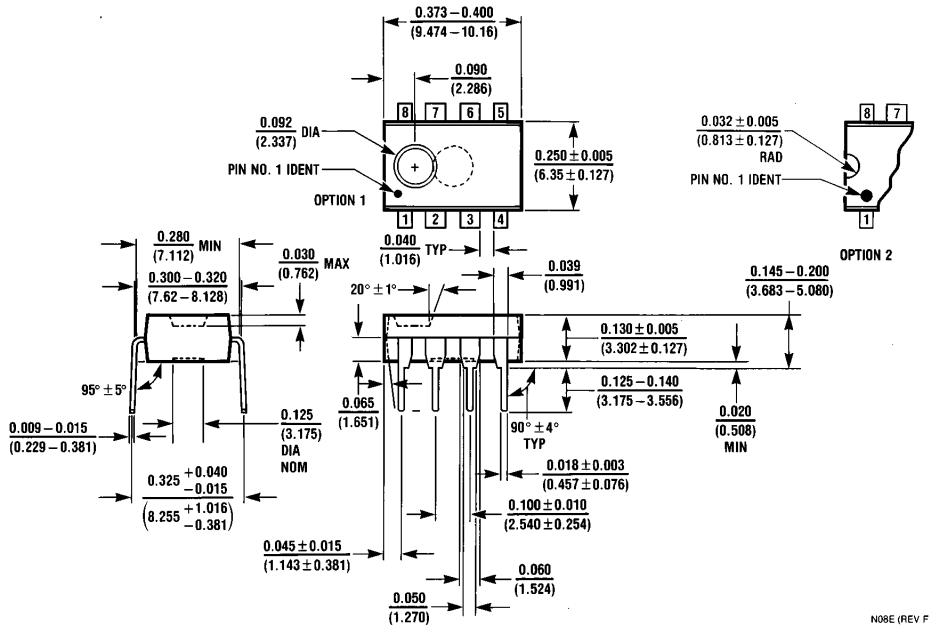 0.373 – 0.400
(9.474 – 10.16)
0.090
(2.286)
8 7 6 5
0.092 DIA
(2.337)
PIN NO. 1 IDENT
OPTION 1
1 2 3 4
0.250 ± 0.005
(6.35 ± 0.127)
0.032 ± 0.005
(0.813 ± 0.127)
RAD
PIN NO. 1 IDENT
8 7
1
OPTION 2
0.280 MIN
(7.112)
0.300 – 0.320
(7.62 – 8.128)
0.030 MAX
(0.762)
0.040 TYP
(1.016)
0.039
(0.991)
20° ± 1°
0.145 – 0.200
(3.683 – 5.080)
0.130 ± 0.005
(3.302 ± 0.127)
0.125 – 0.140
(3.175 – 3.556)
0.020
(0.508)
MIN
95° ± 5°
0.009 – 0.015
(0.229 – 0.381)
0.125
(3.175)
DIA
NOM
0.065
(1.651)
90° ± 4°
TYP
0.325 +0.040
−0.015
(8.255 +1.016
−0.381)
0.018 ± 0.003
(0.457 ± 0.076)
0.100 ± 0.010
(2.540 ± 0.254)
0.045 ± 0.015
(1.143 ± 0.381)
0.060
(1.524)
0.050
(1.270)
N08E (REV F